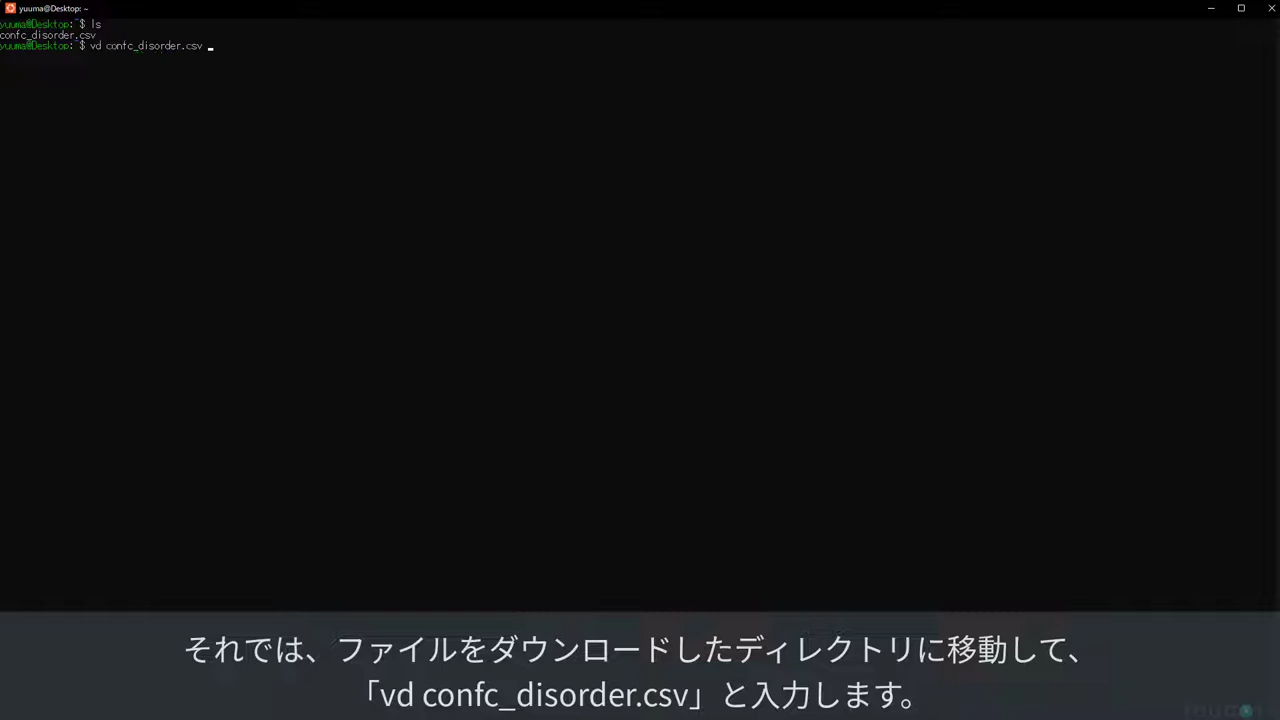 yuuma@Desktop: ~
yuuma@Desktop:~$ ls
confc_disorder.csv
yuuma@Desktop:~$ vd confc_disorder.csv
それでは、ファイルをダウンロードしたディレクトリに移動して、
「vd confc_disorder.csv」と入力します。